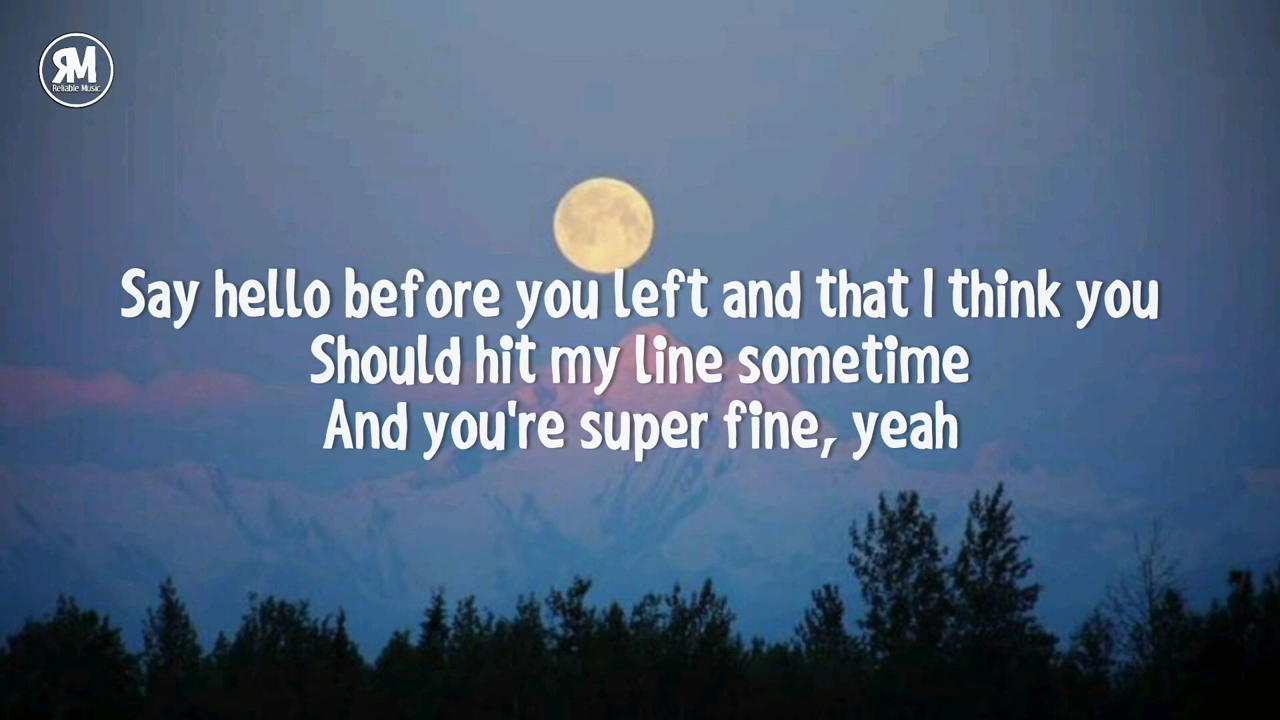 RM
Reliable Music
Say hello before you left and that I think you
Should hit my line sometime
And you're super fine, yeah